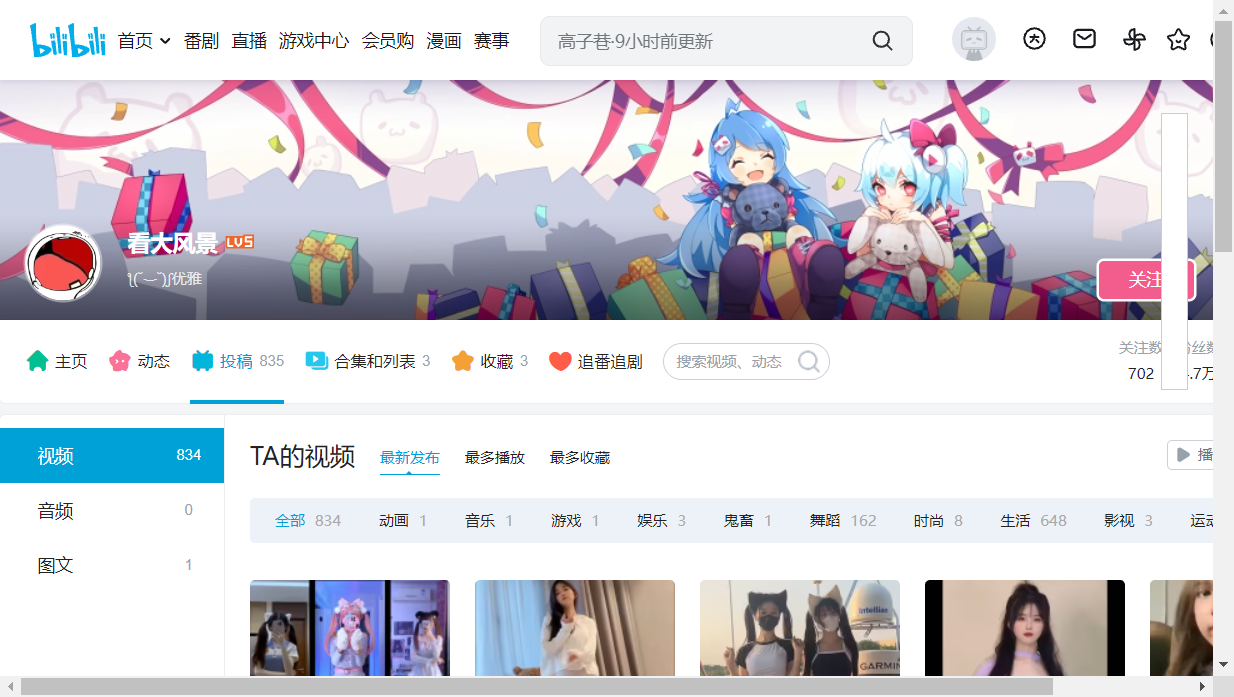 bilibili 首页 番剧 直播 游戏中心 会员购 漫画 赛事 高子巷·9小时前更新
看大风景 LV5
优雅
关注
主页 动态 投稿 835 合集和列表 3 收藏 3 追番追剧 搜索视频、动态
关注数 丝数
702 .7万
视频 834
音频 0
图文 1
TA的视频 最新发布 最多播放 最多收藏 播
全部 834 动画 1 音乐 1 游戏 1 娱乐 3 鬼畜 1 舞蹈 162 时尚 8 生活 648 影视 3 运动
intellian
GARMIN